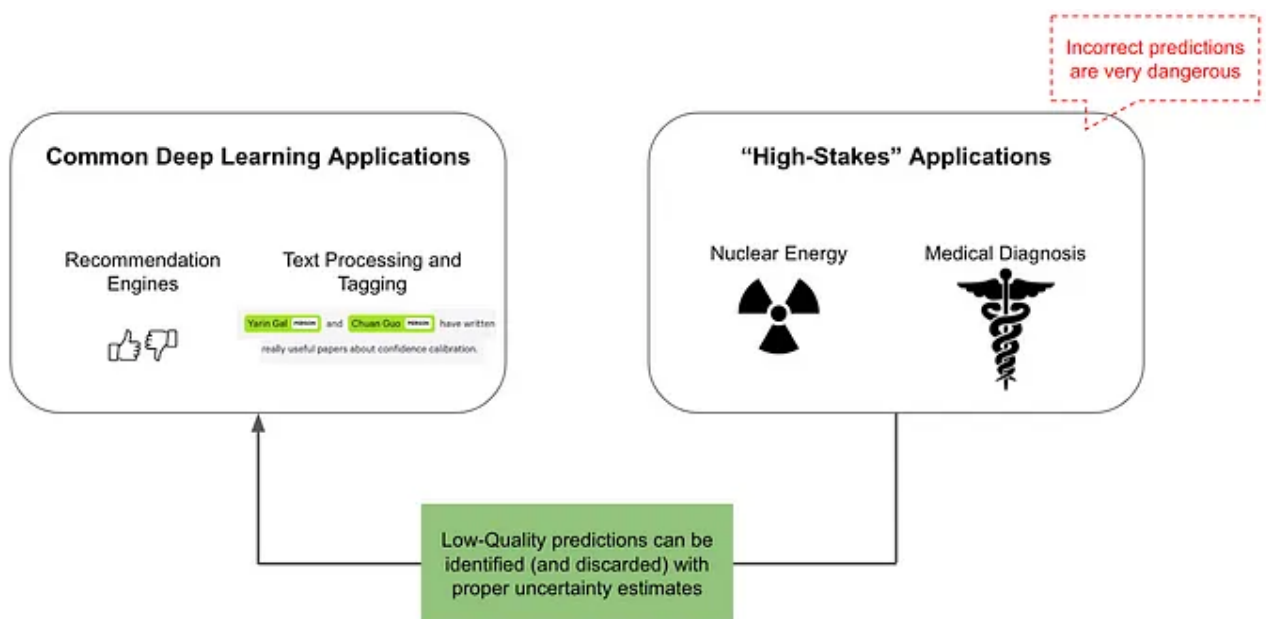 Incorrect predictions
are very dangerous
Common Deep Learning Applications
“High-Stakes” Applications
Recommendation
Engines
Text Processing and
Tagging
Yarin Gal PERSON and Chuan Guo PERSON have written
really useful papers about confidence calibration.
Nuclear Energy
Medical Diagnosis
Low-Quality predictions can be
identified (and discarded) with
proper uncertainty estimates